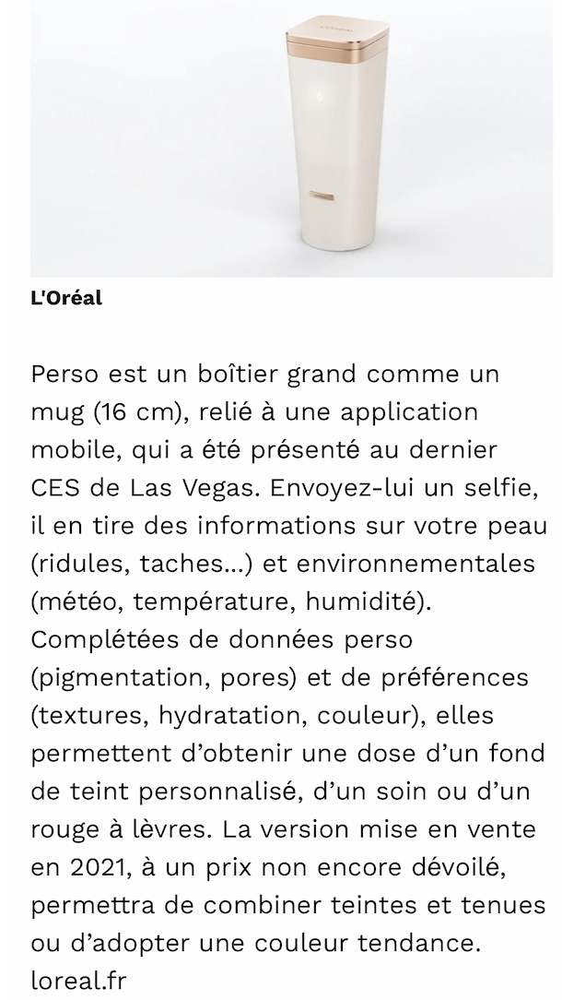 L'Oréal
Perso est un boîtier grand comme un
mug (16 cm), relié à une application
mobile, qui a été présenté au dernier
CES de Las Vegas. Envoyez-lui un selfie,
il en tire des informations sur votre peau
(ridules, taches...) et environnementales
(météo, température, humidité).
Complétées de données perso
(pigmentation, pores) et de préférences
(textures, hydratation, couleur), elles
permettent d’obtenir une dose d’un fond
de teint personnalisé, d’un soin ou d’un
rouge à lèvres. La version mise en vente
en 2021, à un prix non encore dévoilé,
permettra de combiner teintes et tenues
ou d’adopter une couleur tendance.
loreal.fr